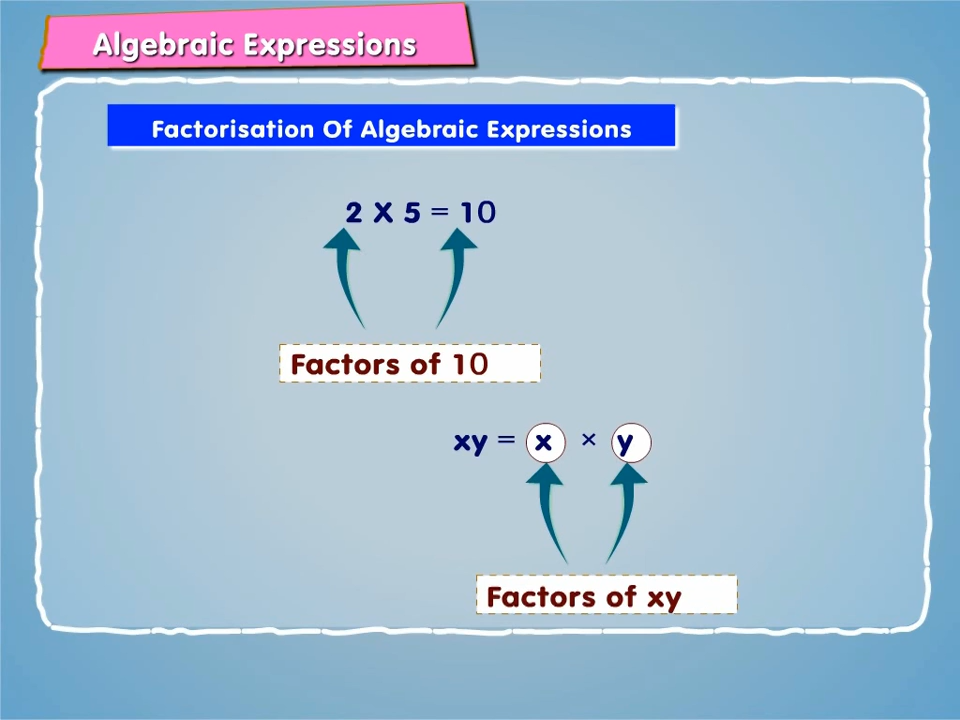 Algebraic Expressions
Factorisation Of Algebraic Expressions
2 X 5 = 10
Factors of 10
xy = x × y
Factors of xy